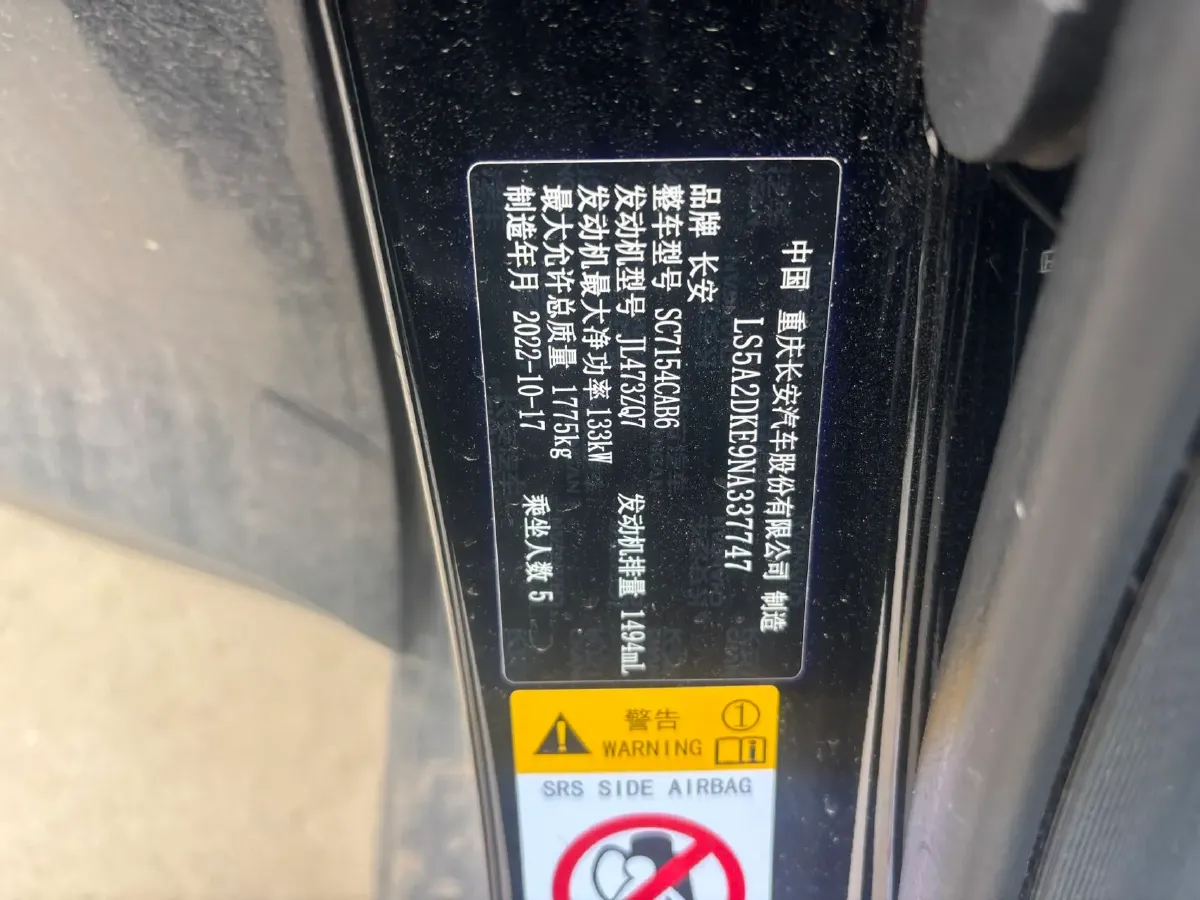 中国 重庆长安汽车股份有限公司 制造
LS5A2DKE9NA337747
品牌 长安
整车型号 SC7154CAB6
发动机型号 JL473ZQ7 发动机排量 1494mL
发动机最大净功率 133kW
最大允许总质量 1775kg
制造年月 2022-10-17 乘坐人数 5
警告 ①
WARNING
SRS SIDE AIRBAG